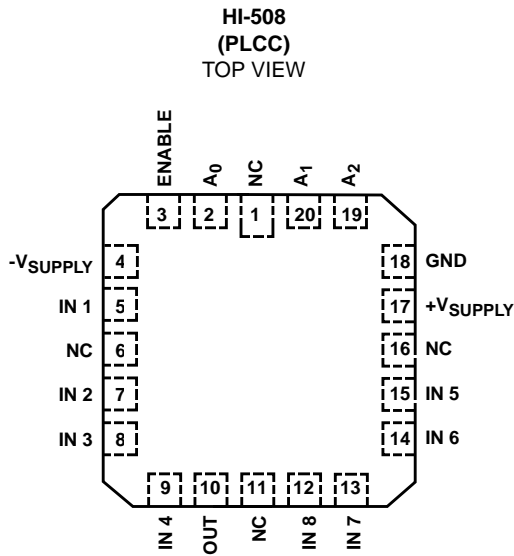 HI-508
(PLCC)
TOP VIEW
ENABLE A0 NC A1 A2
3 2 1 20 19
-VSUPPLY 4 18 GND
IN 1 5 17 +VSUPPLY
NC 6 16 NC
IN 2 7 15 IN 5
IN 3 8 14 IN 6
9 10 11 12 13
IN 4 OUT NC IN 8 IN 7